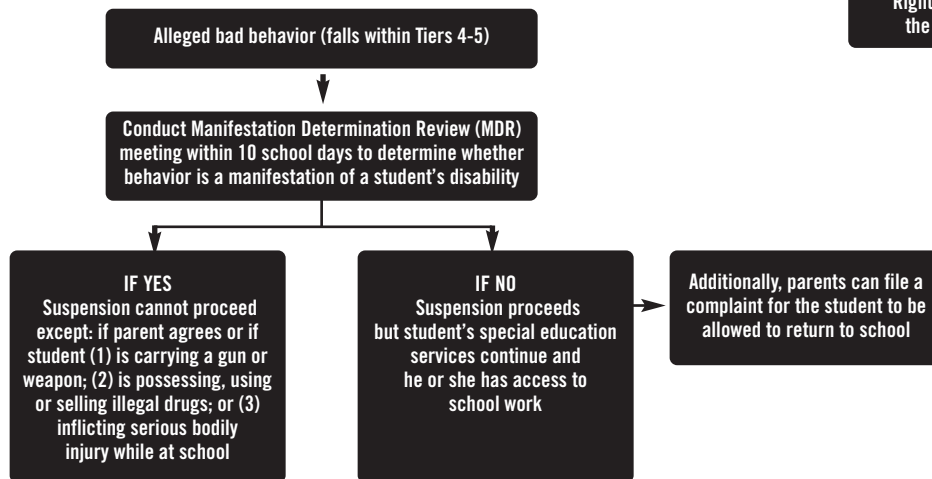 Right
the
Alleged bad behavior (falls within Tiers 4-5)
Conduct Manifestation Determination Review (MDR)
meeting within 10 school days to determine whether
behavior is a manifestation of a student's disability
IF YES
Suspension cannot proceed
except: if parent agrees or if
student (1) is carrying a gun or
weapon; (2) is possessing, using
or selling illegal drugs; or (3)
inflicting serious bodily
injury while at school
IF NO
Suspension proceeds
but student's special education
services continue and
he or she has access to
school work
Additionally, parents can file a
complaint for the student to be
allowed to return to school